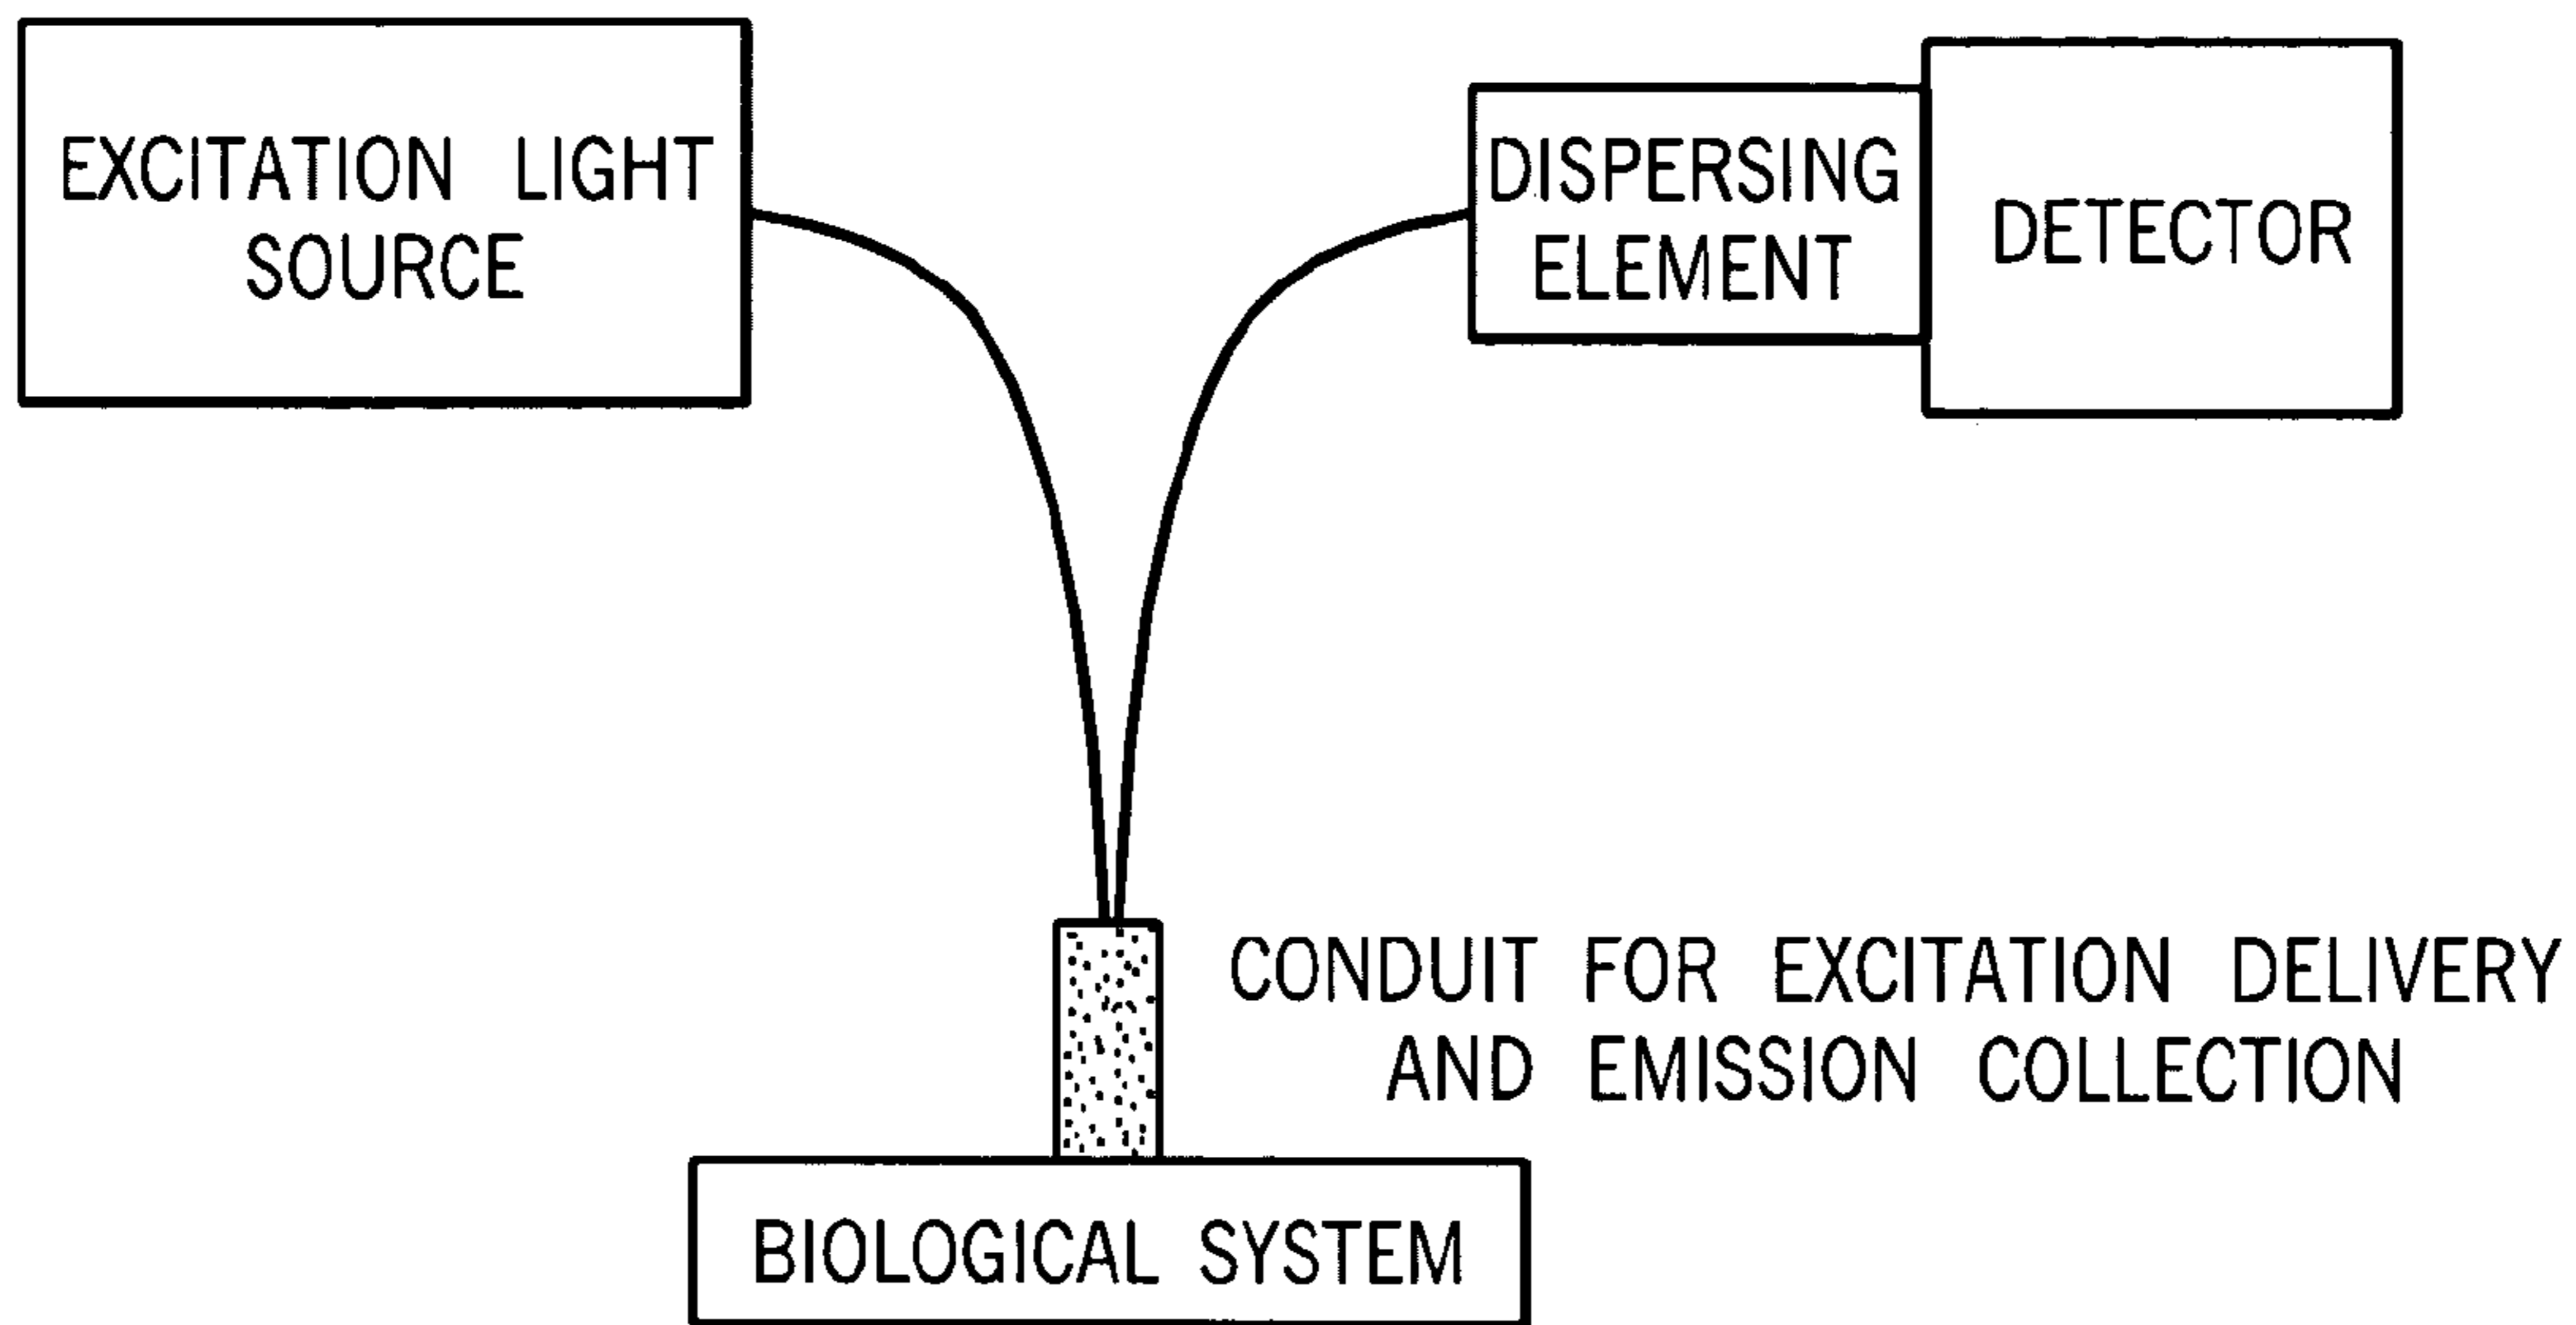 EXCITATION LIGHT
SOURCE
DISPERSING
ELEMENT
DETECTOR
CONDUIT FOR EXCITATION DELIVERY
AND EMISSION COLLECTION
BIOLOGICAL SYSTEM